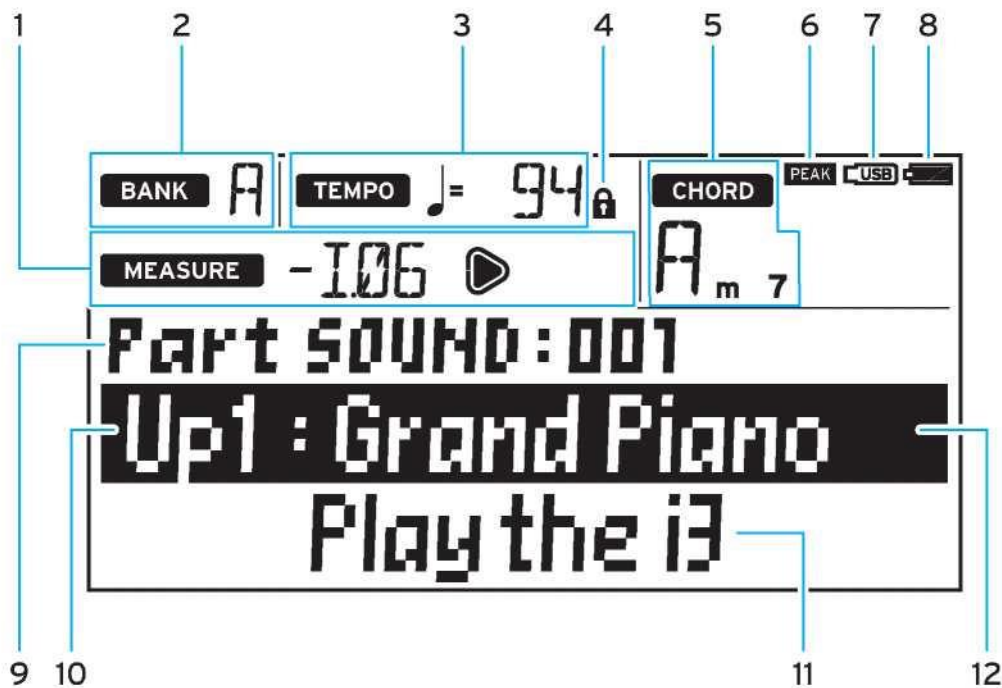 1 2 3 4 5 6 7 8
BANK A TEMPO ♩= 94 CHORD PEAK USB
MEASURE -1.06 A m 7
Part SOUND:001
Up1 : Grand Piano
Play the i3
9 10 11 12